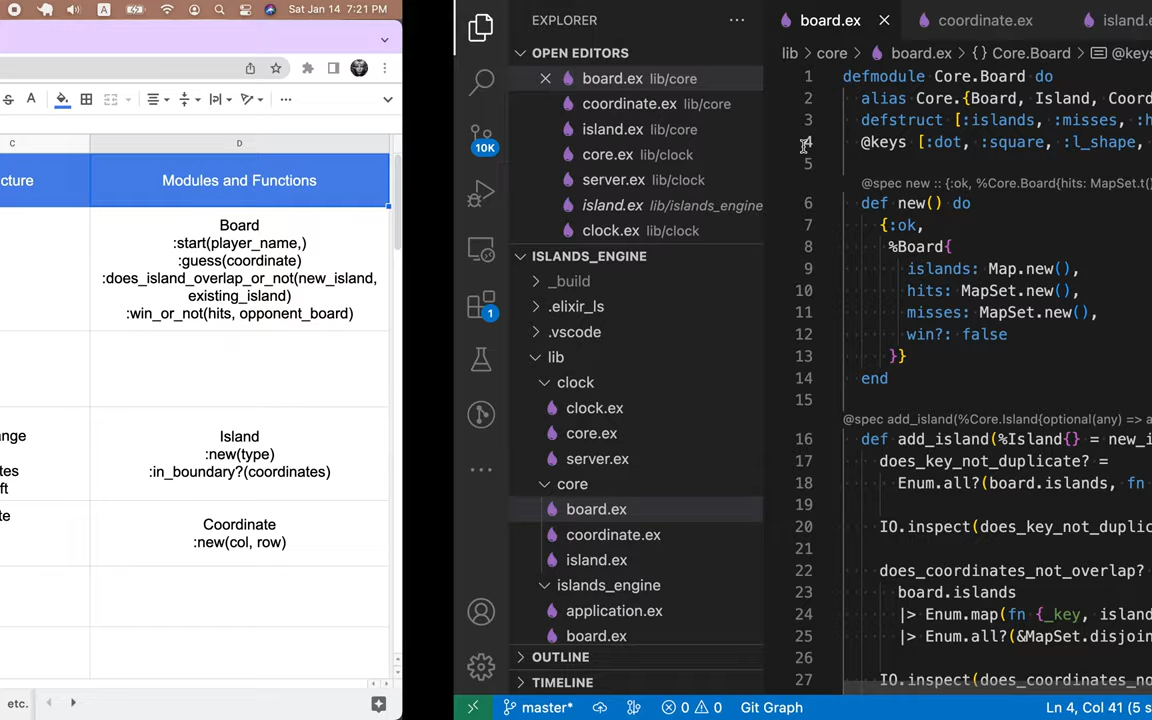 Sat Jan 14 7:21 PM
C
D
cture
Modules and Functions
Board
:start(player_name,)
:guess(coordinate)
:does_island_overlap_or_not(new_island,
existing_island)
:win_or_not(hits, opponent_board)
ange
Island
:new(type)
tes
:in_boundary?(coordinates)
ft
te
Coordinate
:new(col, row)
etc.
EXPLORER
OPEN EDITORS
board.ex lib/core
coordinate.ex lib/core
island.ex lib/core
core.ex lib/clock
server.ex lib/clock
island.ex lib/islands_engine
clock.ex lib/clock
10K
1
ISLANDS_ENGINE
_build
.elixir_ls
.vscode
lib
clock
clock.ex
core.ex
server.ex
core
board.ex
coordinate.ex
island.ex
islands_engine
application.ex
board.ex
OUTLINE
TIMELINE
board.ex
coordinate.ex
island.e
lib core board.ex {} Core.Board @keys
1 defmodule Core.Board do
2 alias Core.{Board, Island, Coord
3 defstruct [:islands, :misses, :h
4 @keys [:dot, :square, :l_shape,
5
@spec new :: {:ok, %Core.Board{hits: MapSet.t()
6 def new() do
7 {:ok,
8 %Board{
9 islands: Map.new(),
10 hits: MapSet.new(),
11 misses: MapSet.new(),
12 win?: false
13 }}
14 end
15
@spec add_island(%Core.Island{optional(any) => a
16 def add_island(%Island{} = new_i
17 does_key_not_duplicate? =
18 Enum.all?(board.islands, fn
19
20 IO.inspect(does_key_not_duplic
21
22 does_coordinates_not_overlap?
23 board.islands
24 |> Enum.map(fn {_key, island
25 |> Enum.all?(&MapSet.disjoin
26
27 IO.inspect(does_coordinates_no
master* 0 0 Git Graph
Ln 4, Col 41 (5 s